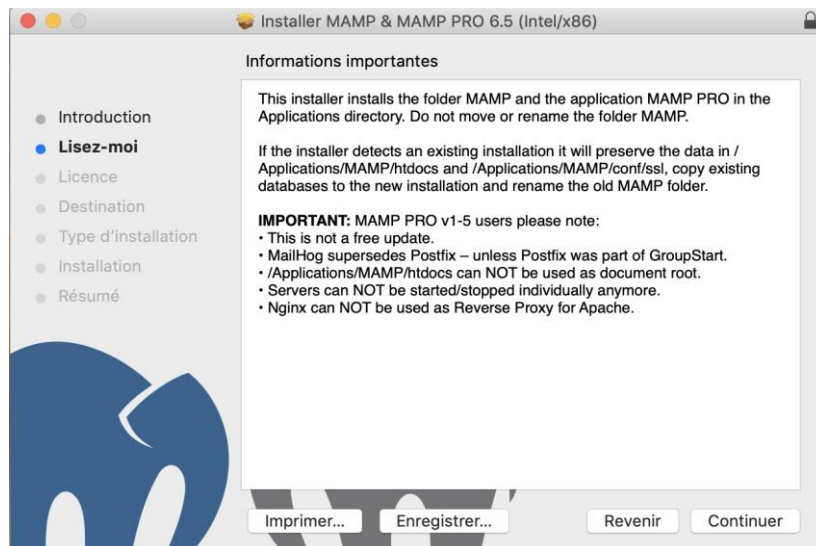 Installer MAMP & MAMP PRO 6.5 (Intel/x86)
Informations importantes
Introduction
Lisez-moi
Licence
Destination
Type d'installation
Installation
Résumé
This installer installs the folder MAMP and the application MAMP PRO in the
Applications directory. Do not move or rename the folder MAMP.
If the installer detects an existing installation it will preserve the data in /
Applications/MAMP/htdocs and /Applications/MAMP/conf/ssl, copy existing
databases to the new installation and rename the old MAMP folder.
IMPORTANT: MAMP PRO v1-5 users please note:
• This is not a free update.
• MailHog supersedes Postfix – unless Postfix was part of GroupStart.
• /Applications/MAMP/htdocs can NOT be used as document root.
• Servers can NOT be started/stopped individually anymore.
• Nginx can NOT be used as Reverse Proxy for Apache.
Imprimer... Enregistrer... Revenir Continuer